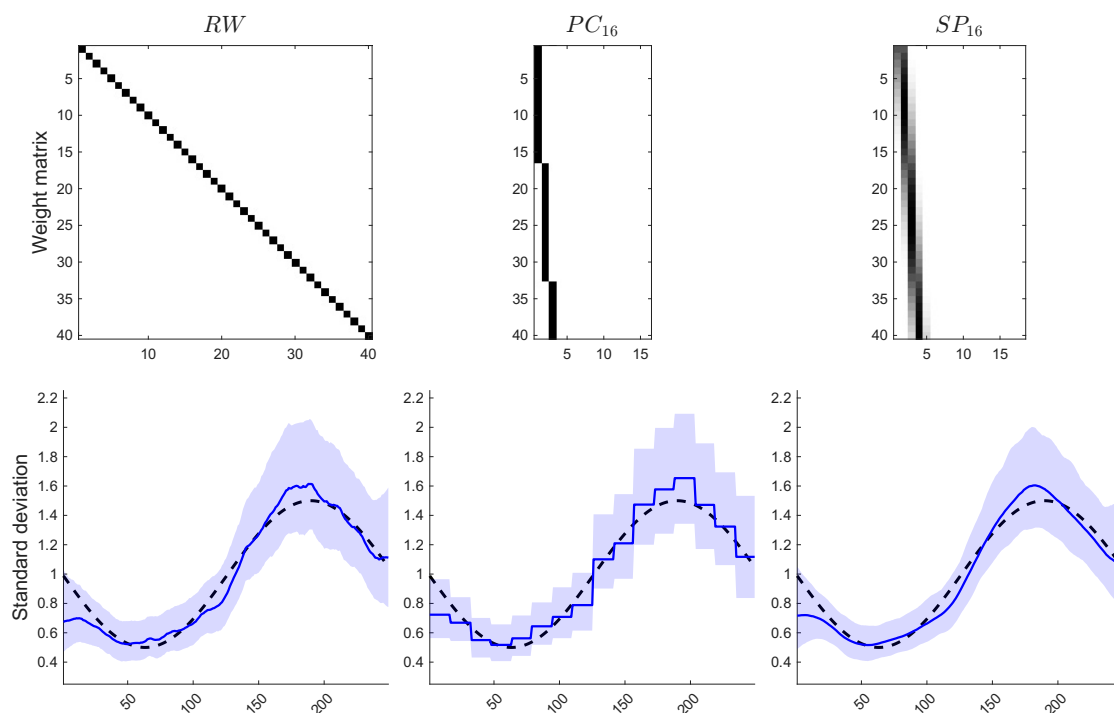 RW PC16 SP16
Weight matrix
5 5 5
10 10 10
15 15 15
20 20 20
25 25 25
30 30 30
35 35 35
40 40 40
10 20 30 40 5 10 15 5 10 15
Standard deviation
2.2 2.2 2.2
2 2 2
1.8 1.8 1.8
1.6 1.6 1.6
1.4 1.4 1.4
1.2 1.2 1.2
1 1 1
0.8 0.8 0.8
0.6 0.6 0.6
0.4 0.4 0.4
50 100 150 200 50 100 150 200 50 100 150 200